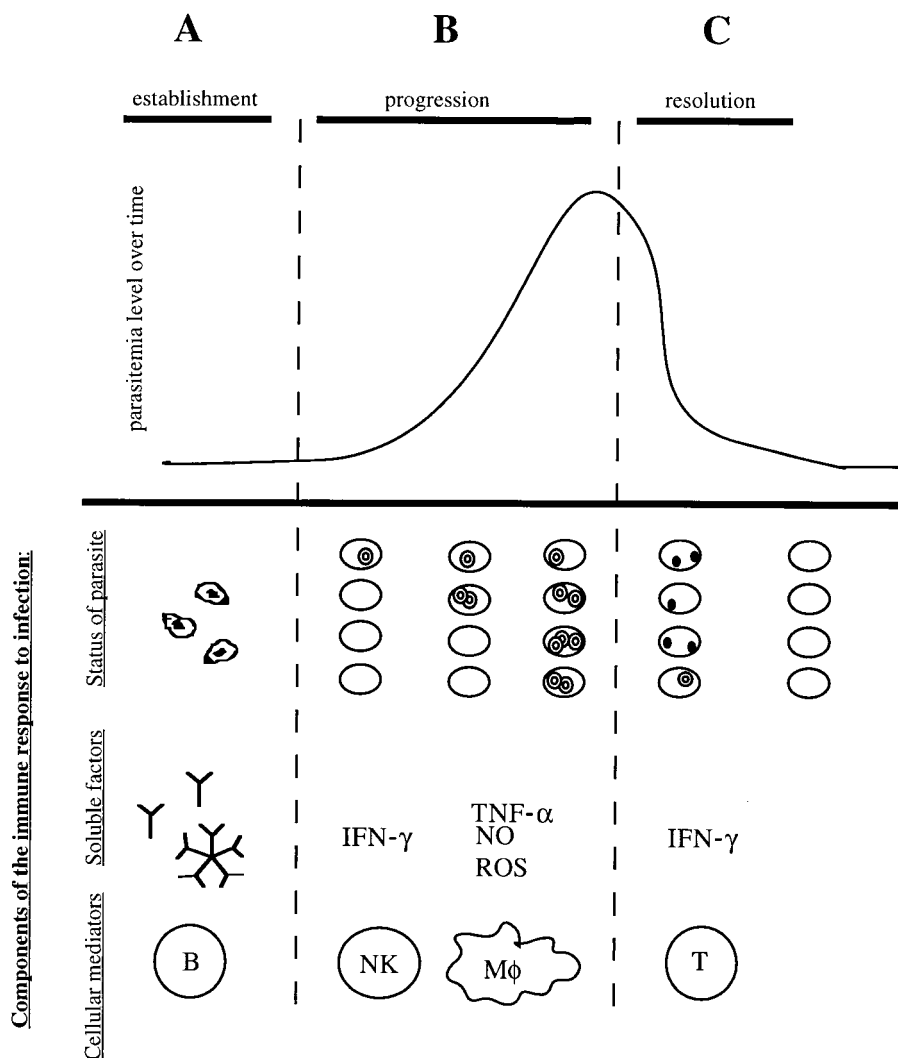 A
B
C
establishment
progression
resolution
parasitemia level over time
Components of the immune response to infection:
Status of parasite
Soluble factors
IFN-γ
TNF-α
NO
ROS
IFN-γ
Cellular mediators
B
NK
Mϕ
T